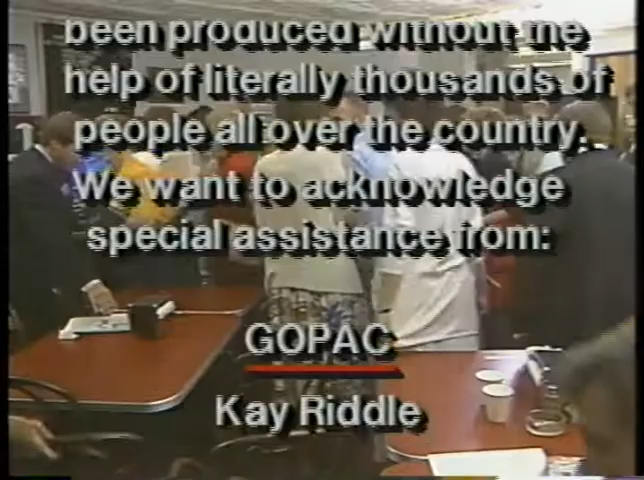 been produced without the
help of literally thousands of
people all over the country.
We want to acknowledge
special assistance from:
GOPAC
Kay Riddle